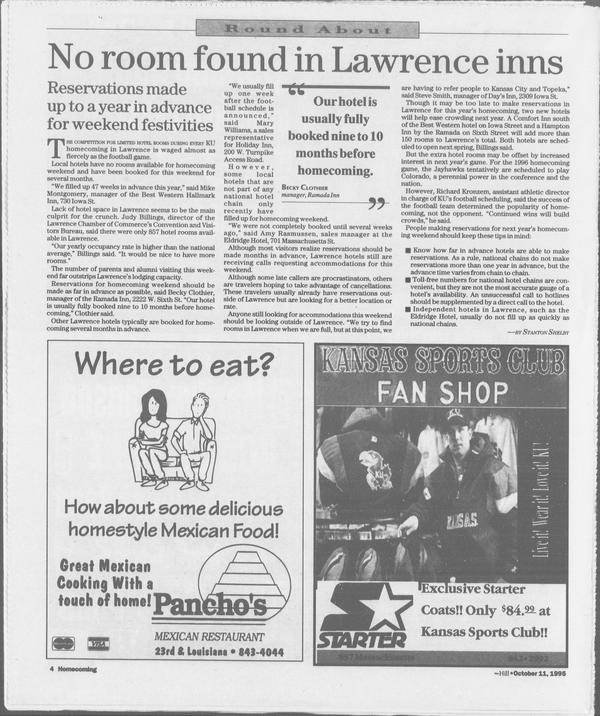 Round About
No room found in Lawrence inns
Reservations made
up to a year in advance
for weekend festivities
THE COMPETITION FOR LIMITED HOTEL ROOMS DURING EVERY KU
homecoming in Lawrence is waged almost as
fiercely as the football game.
Local hotels have no rooms available for homecoming
weekend and have been booked for this weekend for
several months.
"We filled up 47 weeks in advance this year," said Mike
Montgomery, manager of the Best Western Hallmark
Inn, 730 Iowa St.
Lack of hotel space in Lawrence seems to be the main
culprit for the crunch. Judy Billings, director of the
Lawrence Chamber of Commerce's Convention and Visi-
tors Bureau, said there were only 857 hotel rooms avail-
able in Lawrence.
"Our yearly occupancy rate is higher than the national
average," Billings said. "It would be nice to have more
rooms."
The number of parents and alumni visiting this week-
end far outstrips Lawrence's lodging capacity.
Reservations for homecoming weekend should be
made as far in advance as possible, said Becky Clothier,
manager of the Ramada Inn, 2222 W. Sixth St. "Our hotel
is usually fully booked nine to 10 months before home-
coming," Clothier said.
Other Lawrence hotels typically are booked for home-
coming several months in advance.
"We usually fill
up one week
after the foot-
ball schedule is
announced,"
said Mary
Williams, a sales
representative
for Holiday Inn,
200 W. Turnpike
Access Road.
However,
some local
hotels that are
not part of any
national hotel
chain only
recently have
filled up for homecoming weekend.
"We were not completely booked until several weeks
ago," said Amy Rasmussen, sales manager at the
Eldridge Hotel, 701 Massachusetts St.
Although most visitors realize reservations should be
made months in advance, Lawrence hotels still are
receiving calls requesting accommodations for this
weekend.
Although some late callers are procrastinators, others
are travelers hoping to take advantage of cancellations.
These travelers usually already have reservations out-
side of Lawrence but are looking for a better location or
rate.
Anyone still looking for accommodations this weekend
should be looking outside of Lawrence. "We try to find
rooms in Lawrence when we are full, but at this point, we
“
Our hotel is
usually fully
booked nine to 10
months before
homecoming.
BECKY CLOTHIER
manager, Ramada Inn
”
are having to refer people to Kansas City and Topeka,"
said Steve Smith, manager of Day's Inn, 2309 Iowa St.
Though it may be too late to make reservations in
Lawrence for this year's homecoming, two new hotels
will help ease crowding next year. A Comfort Inn south
of the Best Western hotel on Iowa Street and a Hampton
Inn by the Ramada on Sixth Street will add more than
150 rooms to Lawrence's total. Both hotels are sched-
uled to open next spring, Billings said.
But the extra hotel rooms may be offset by increased
interest in next year's game. For the 1996 homecoming
game, the Jayhawks tentatively are scheduled to play
Colorado, a perennial power in the conference and the
nation.
However, Richard Konzem, assistant athletic director
in charge of KU's football scheduling, said the success of
the football team determined the popularity of home-
coming, not the opponent. "Continued wins will build
crowds," he said.
People making reservations for next year's homecom-
ing weekend should keep these tips in mind:
■ Know how far in advance hotels are able to make
reservations. As a rule, national chains do not make
reservations more than one year in advance, but the
advance time varies from chain to chain.
■ Toll-free numbers for national hotel chains are con-
venient, but they are not the most accurate gauge of a
hotel's availability. An unsuccessful call to hotlines
should be supplemented by a direct call to the hotel.
■ Independent hotels in Lawrence, such as the
Eldridge Hotel, usually do not fill up as quickly as
national chains.
—BY STANTON SHELBY
Where to eat?
How about some delicious
homestyle Mexican Food!
Great Mexican
Cooking With a
touch of home!
Pancho's
MEXICAN RESTAURANT
23rd & Louisiana • 843-4044
VISA
KANSAS SPORTS CLUB
FAN SHOP
KU
KANSAS
Live it! Wear it! Love it! KU!
STARTER
Exclusive Starter
Coats!! Only $84.99 at
Kansas Sports Club!!
837 Massachusetts
842-2992
4 Homecoming
—Hill • October 11, 1995